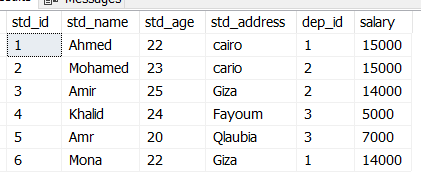 Messages
std_id std_name std_age std_address dep_id salary
1 Ahmed 22 cairo 1 15000
2 Mohamed 23 cario 2 15000
3 Amir 25 Giza 2 14000
4 Khalid 24 Fayoum 3 5000
5 Amr 20 Qlaubia 3 7000
6 Mona 22 Giza 1 14000